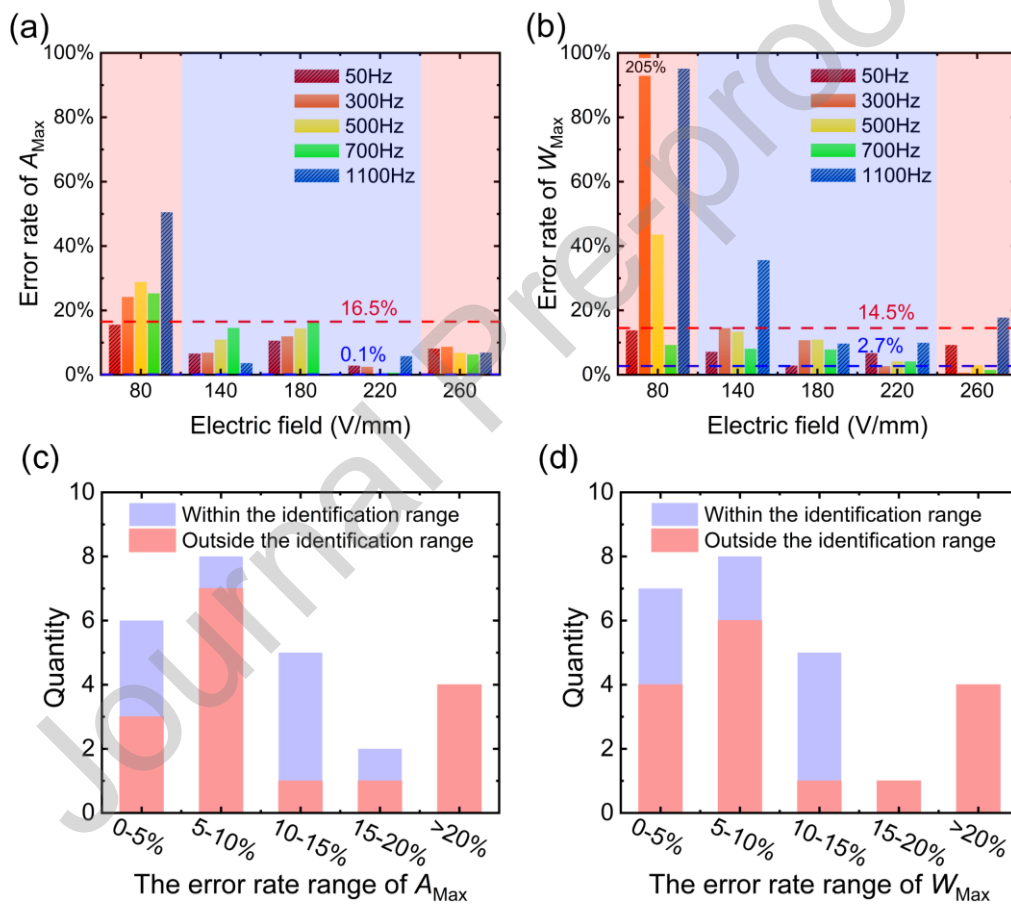 (a)
100%
80%
60%
40%
20%
0%
Error rate of A_Max
50Hz
300Hz
500Hz
700Hz
1100Hz
16.5%
0.1%
80 140 180 220 260
Electric field (V/mm)
(b)
100%
80%
60%
40%
20%
0%
Error rate of W_Max
205%
50Hz
300Hz
500Hz
700Hz
1100Hz
14.5%
2.7%
80 140 180 220 260
Electric field (V/mm)
(c)
10
8
6
4
2
0
Quantity
Within the identification range
Outside the identification range
0-5% 5-10% 10-15% 15-20% >20%
The error rate range of A_Max
(d)
10
8
6
4
2
0
Quantity
Within the identification range
Outside the identification range
0-5% 5-10% 10-15% 15-20% >20%
The error rate range of W_Max
Journal Pre-proo